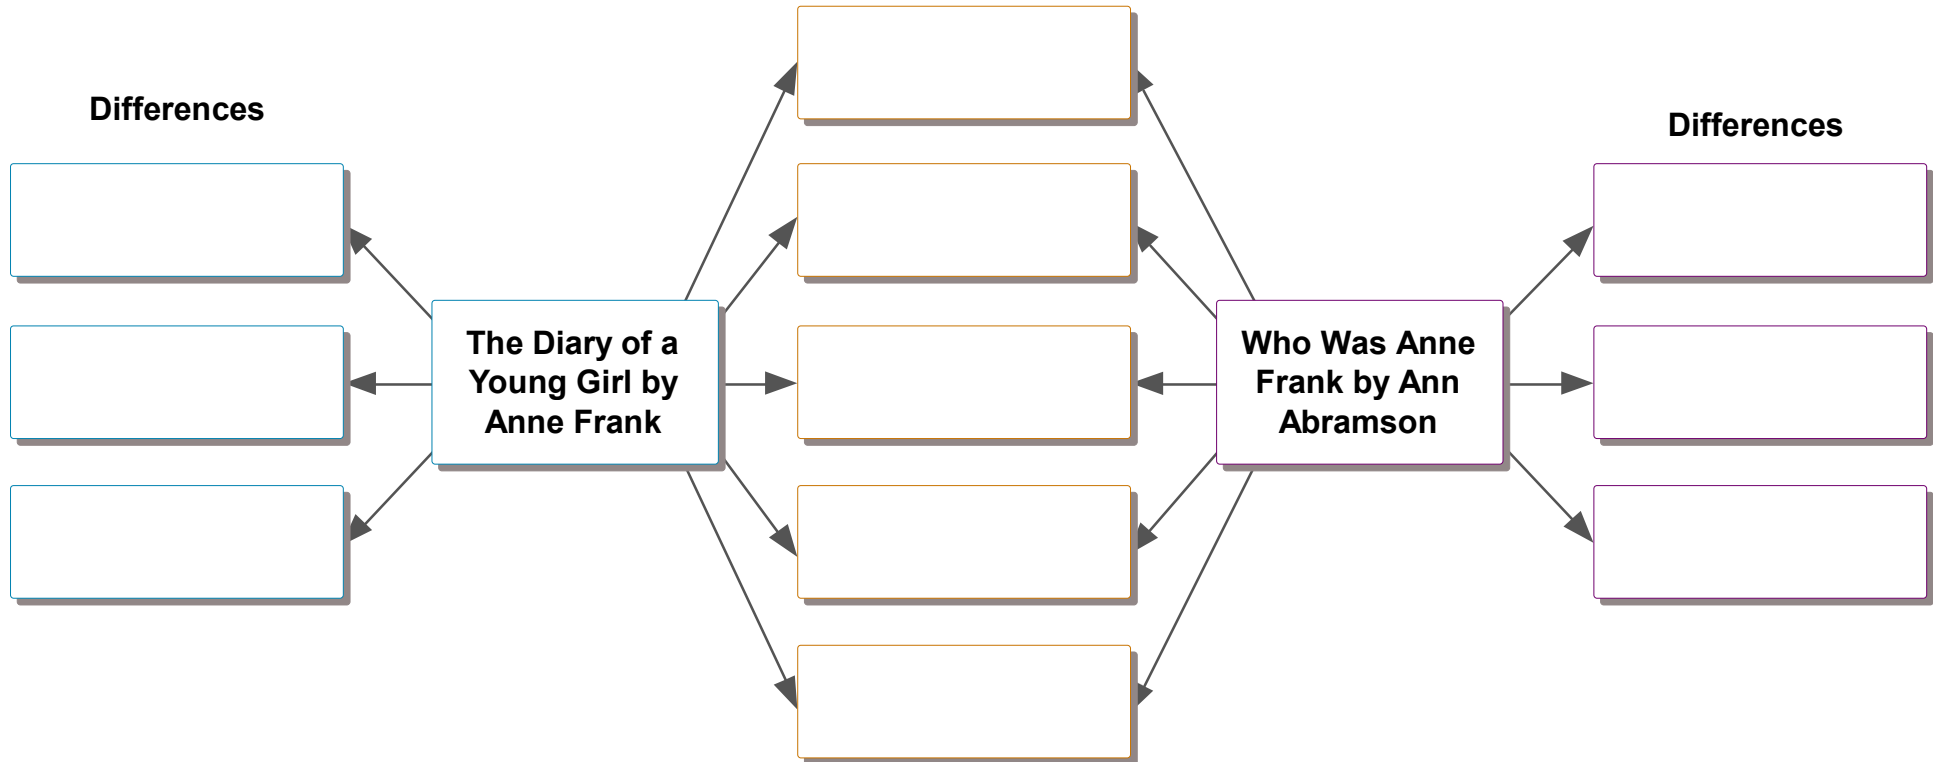 Differences
Differences
The Diary of a
Young Girl by
Anne Frank
Who Was Anne
Frank by Ann
Abramson